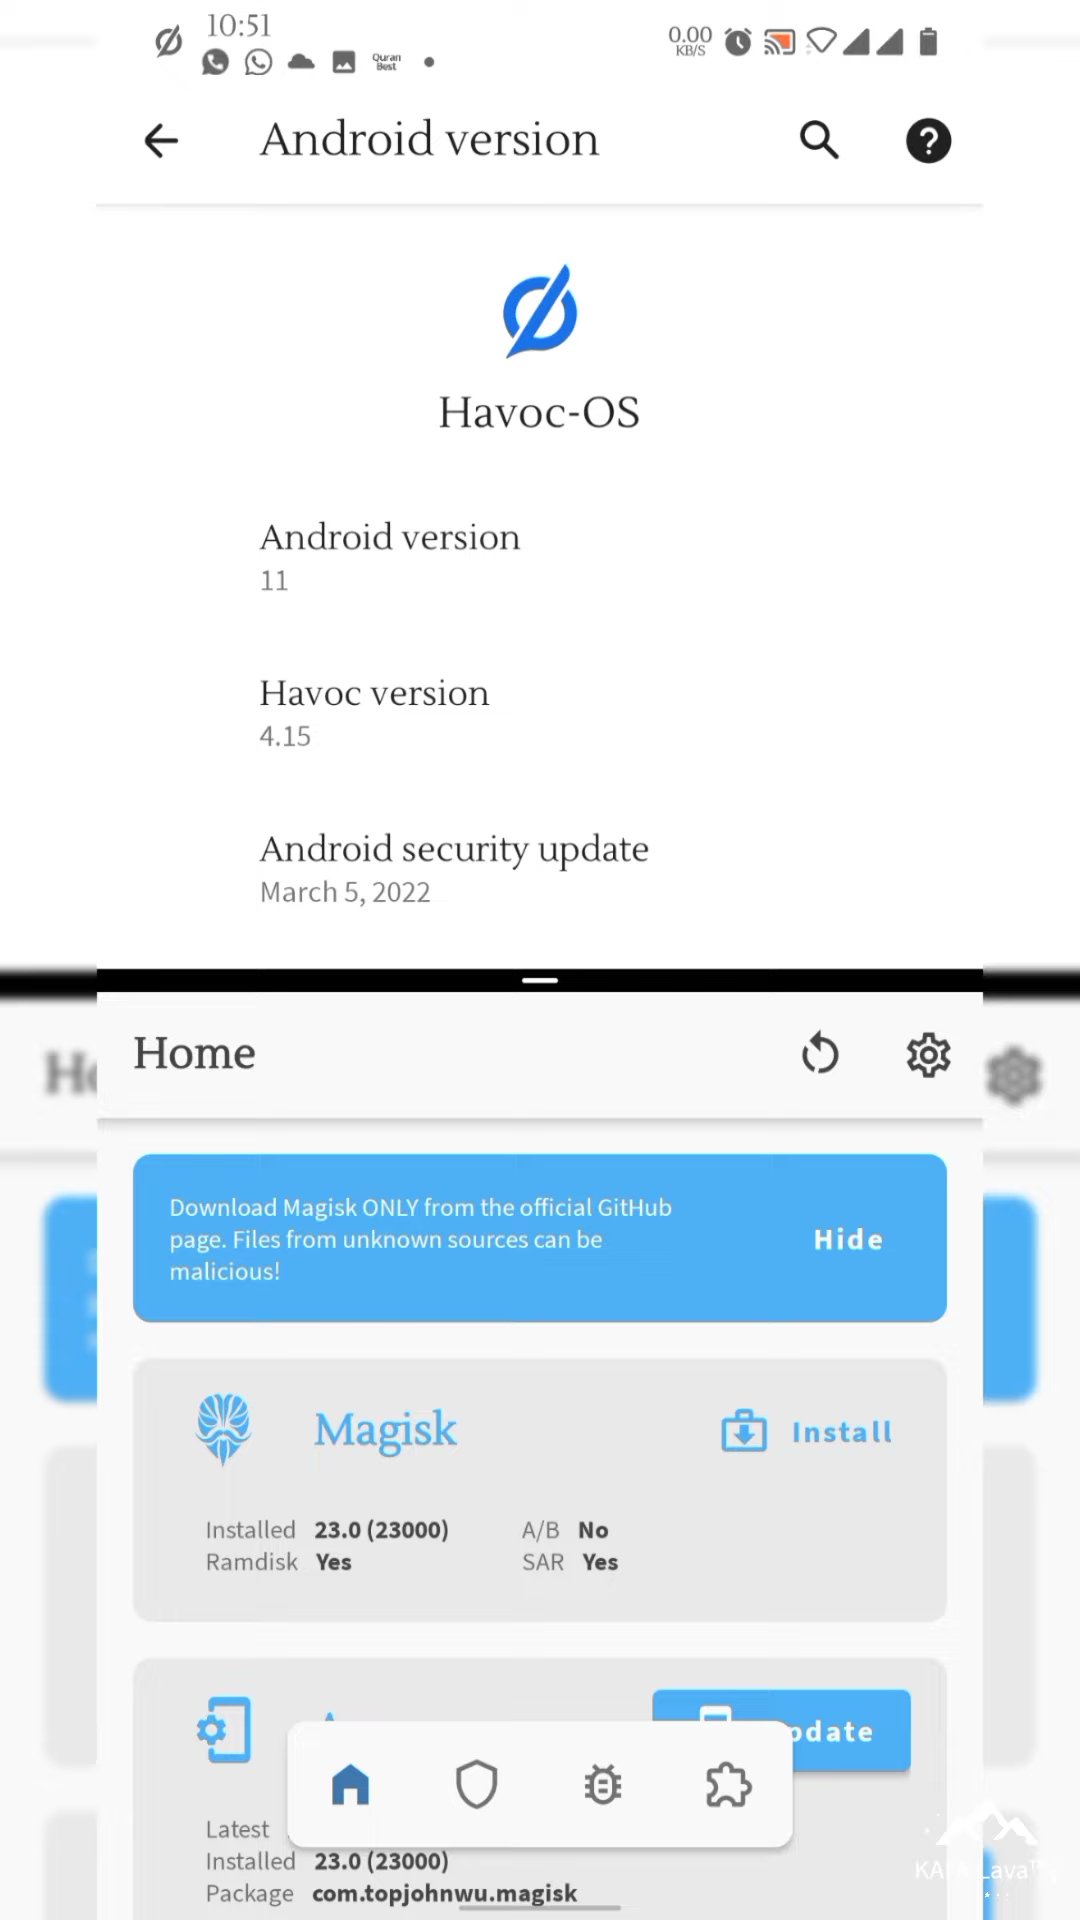 10:51
0.00
KB/S
Quran
Best
Android version
Havoc-OS
Android version
11
Havoc version
4.15
Android security update
March 5, 2022
Home
Download Magisk ONLY from the official GitHub
page. Files from unknown sources can be
malicious!
Hide
Magisk
Install
Installed 23.0 (23000)
A/B No
Ramdisk Yes
SAR Yes
Latest
Installed 23.0 (23000)
Package com.topjohnwu.magisk